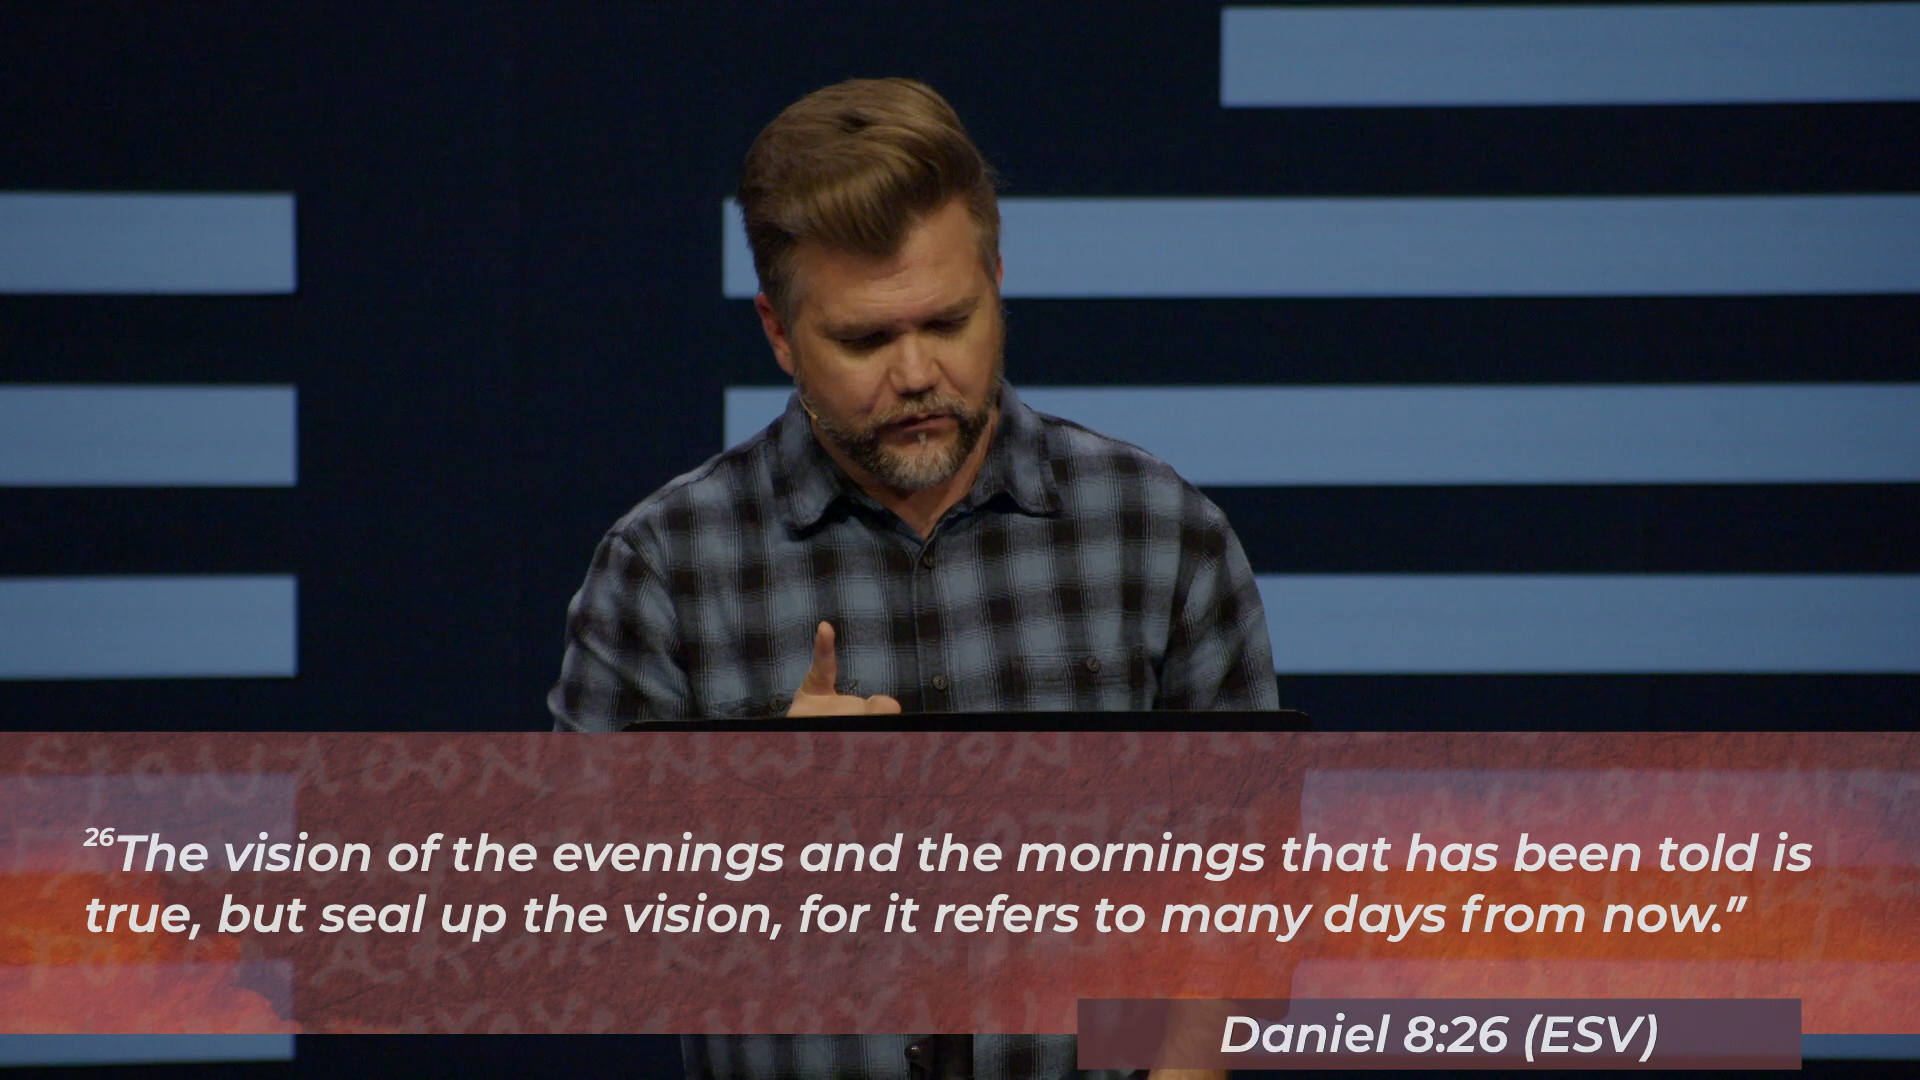 26The vision of the evenings and the mornings that has been told is
true, but seal up the vision, for it refers to many days from now.”
Daniel 8:26 (ESV)